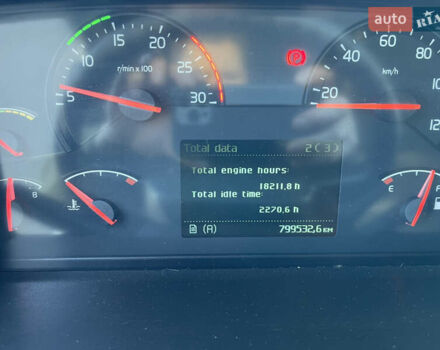 auto RIA
15 20
10 25
5 30
r/min x 100
60 80
40
20
km/h
120
Total data 2(3)
Total engine hours:
18211,8 h
Total idle time:
2270,6 h
(A) 799532,6 KM
B
E